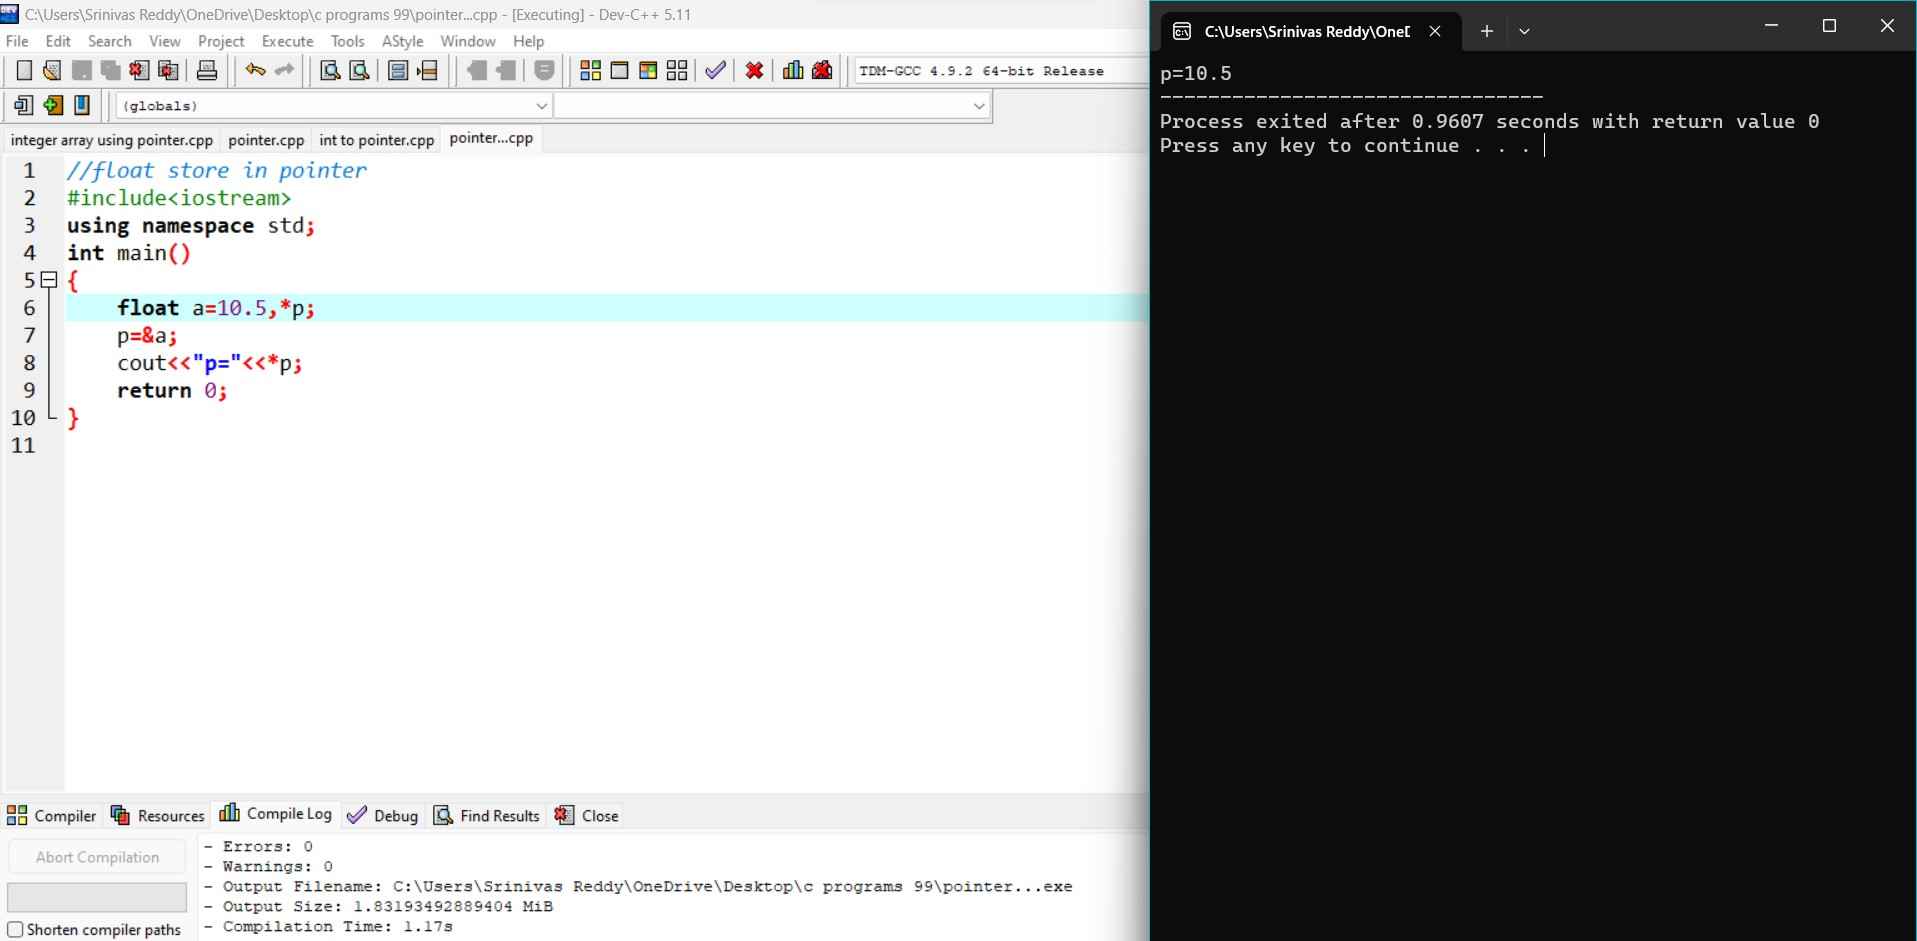 C:\Users\Srinivas Reddy\OneDrive\Desktop\c programs 99\pointer...cpp - [Executing] - Dev-C++ 5.11
File Edit Search View Project Execute Tools AStyle Window Help
TDM-GCC 4.9.2 64-bit Release
(globals)
integer array using pointer.cpp pointer.cpp int to pointer.cpp pointer...cpp
1 //float store in pointer
2 #include<iostream>
3 using namespace std;
4 int main()
5 {
6 float a=10.5,*p;
7 p=&a;
8 cout<<"p="<<*p;
9 return 0;
10 }
11
Compiler Resources Compile Log Debug Find Results Close
Abort Compilation
Shorten compiler paths
- Errors: 0
- Warnings: 0
- Output Filename: C:\Users\Srinivas Reddy\OneDrive\Desktop\c programs 99\pointer...exe
- Output Size: 1.83193492889404 MiB
- Compilation Time: 1.17s
C:\Users\Srinivas Reddy\OneD
p=10.5
--------------------------------
Process exited after 0.9607 seconds with return value 0
Press any key to continue . . .